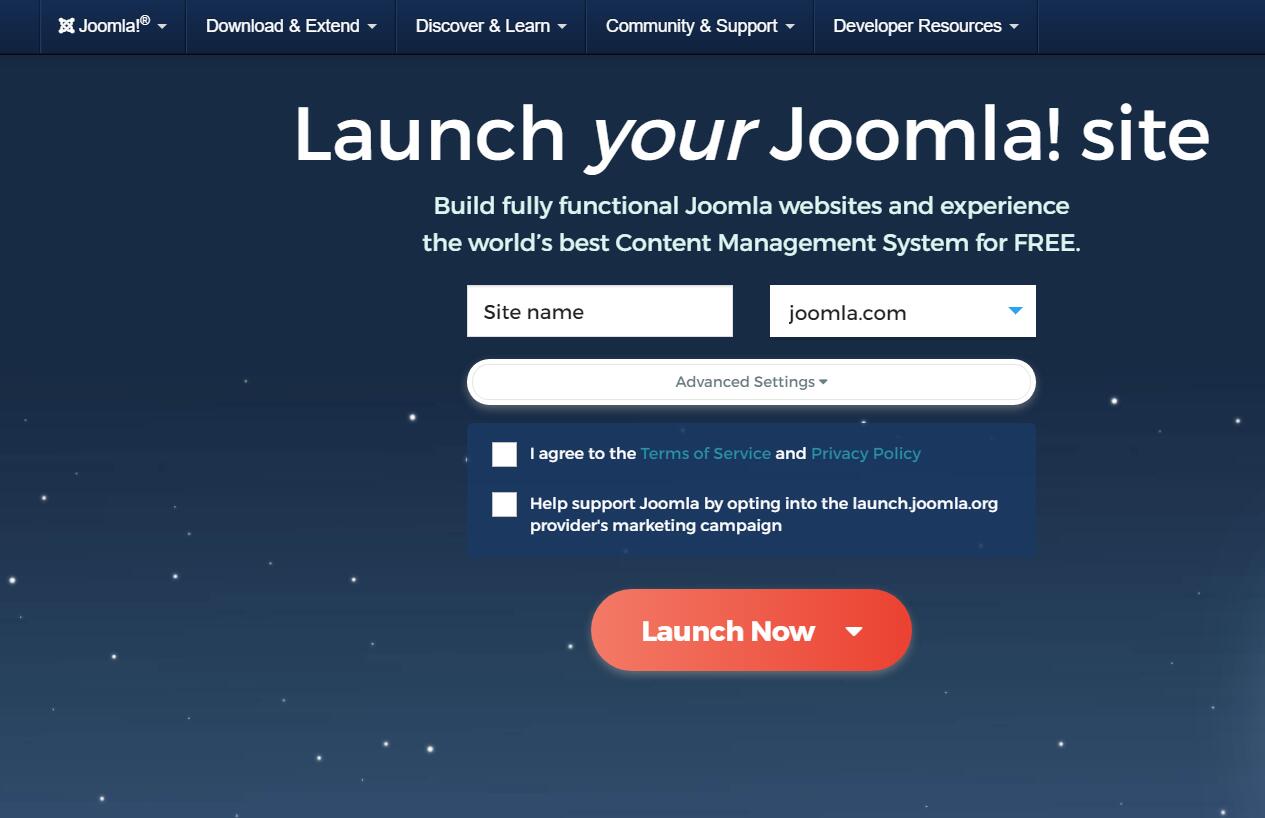 Joomla!® Download & Extend Discover & Learn Community & Support Developer Resources
Launch your Joomla! site
Build fully functional Joomla websites and experience
the world’s best Content Management System for FREE.
Site name joomla.com
Advanced Settings
I agree to the Terms of Service and Privacy Policy
Help support Joomla by opting into the launch.joomla.org
provider's marketing campaign
Launch Now